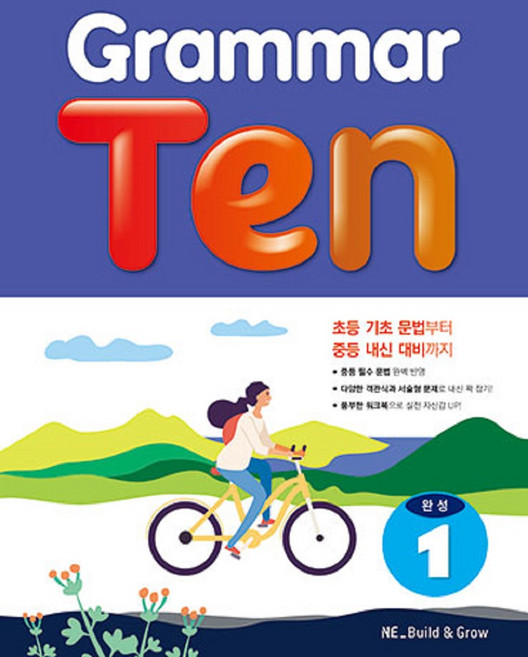 Grammar
Ten
초등 기초 문법부터
중등 내신 대비까지
• 중등 필수 문법 완벽 반영
• 다양한 객관식과 서술형 문제로 내신 꽉 잡기!
• 풍부한 워크북으로 실전 자신감 UP!
완성
1
NE_Build & Grow